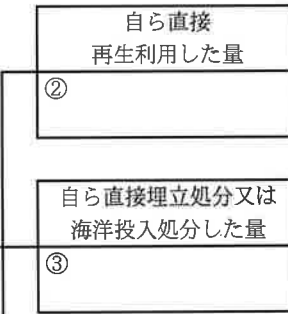 自ら直接
再生利用した量
②
自ら直接埋立処分又は
海洋投入処分した量
③